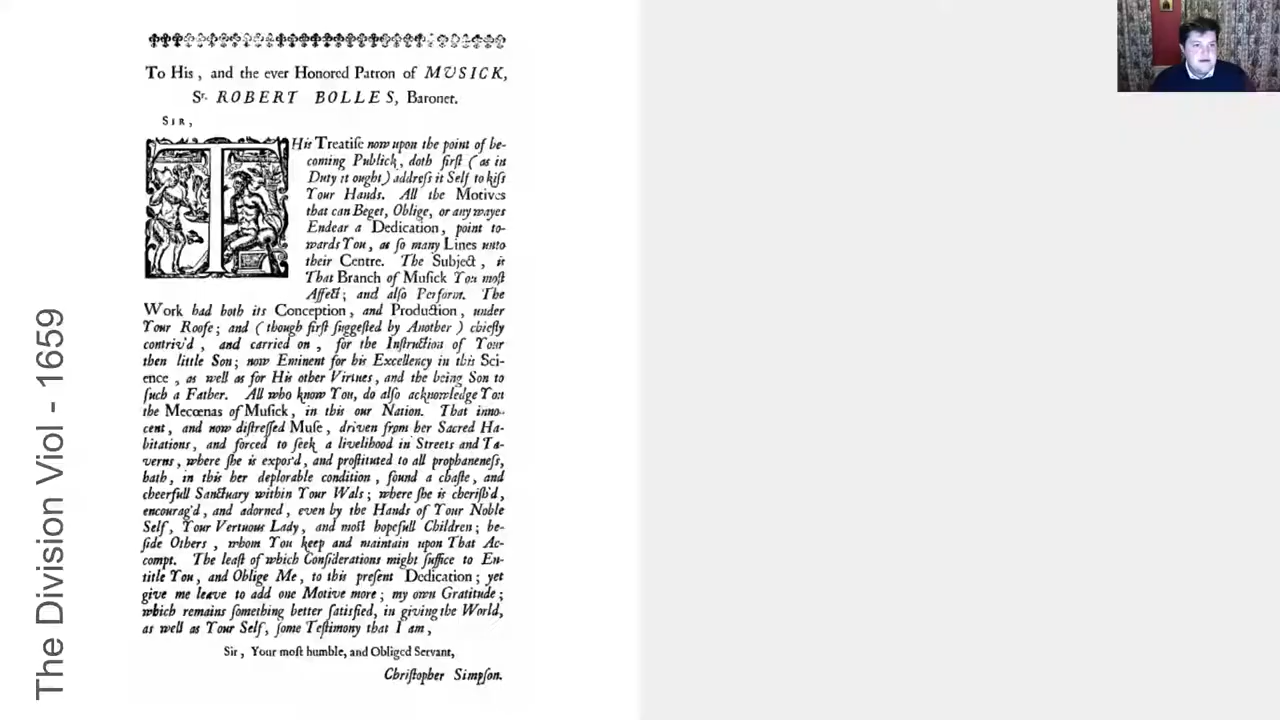 The Division Viol - 1659
To His, and the ever Honored Patron of MUSICK,
Sr. ROBERT BOLLES, Baronet.
SIR,
THis Treatiſe now upon the point of be-
coming Publick, doth firſt (as in
Duty it ought) addreſs it Self to kiſs
Your Hands. All the Motives
that can Beget, Oblige, or any wayes
Endear a Dedication, point to-
wards You, as ſo many Lines unto
their Centre. The Subject, is
That Branch of Muſick You moſt
Affect; and alſo Perform. The
Work had both its Conception, and Production, under
Your Roofe; and (though firſt ſuggeſted by Another) chiefly
contriv'd, and carried on, for the Inſtruction of Your
then little Son; now Eminent for his Excellency in this Sci-
ence, as well as for His other Virtues, and the being Son to
ſuch a Father. All who know You, do alſo acknowledge You
the Mecœnas of Muſick, in this our Nation. That inno-
cent, and now diſtreſſed Muſe, driven from her Sacred Ha-
bitations, and forced to ſeek a livelihood in Streets and Ta-
verns, where ſhe is expos'd, and proſtituted to all prophaneneſs,
hath, in this her deplorable condition, found a chaſte, and
cheerfull Sanctuary within Your Wals; where ſhe is cheriſh'd,
encourag'd, and adorned, even by the Hands of Your Noble
Self, Your Vertuous Lady, and moſt hopefull Children; be-
ſide Others, whom You keep and maintain upon That Ac-
compt. The leaſt of which Conſiderations might ſuffice to En-
title You, and Oblige Me, to this preſent Dedication; yet
give me leave to add one Motive more; my own Gratitude;
which remains ſomething better ſatisfied, in giving the World,
as well as Your Self, ſome Teſtimony that I am,
Sir, Your moſt humble, and Obliged Servant,
Chriſtopher Simpſon.